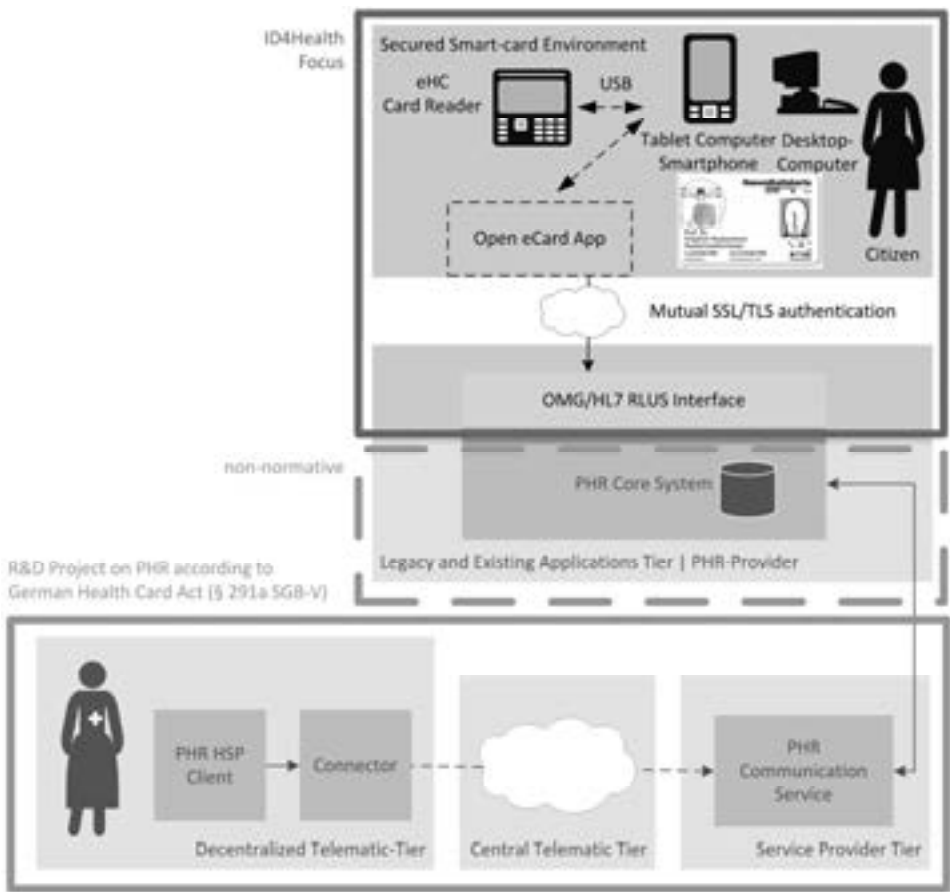 ID4Health
Focus
Secured Smart-card Environment
eHC
Card Reader
USB
Tablet Computer
Smartphone
Desktop-
Computer
Open eCard App
Citizen
Mutual SSL/TLS authentication
OMG/HL7 RLUS Interface
non-normative
PHR Core System
Legacy and Existing Applications Tier | PHR-Provider
R&D Project on PHR according to
German Health Card Act (§ 291a SGB-V)
PHR HSP
Client
Connector
PHR
Communication
Service
Decentralized Telematic-Tier
Central Telematic Tier
Service Provider Tier